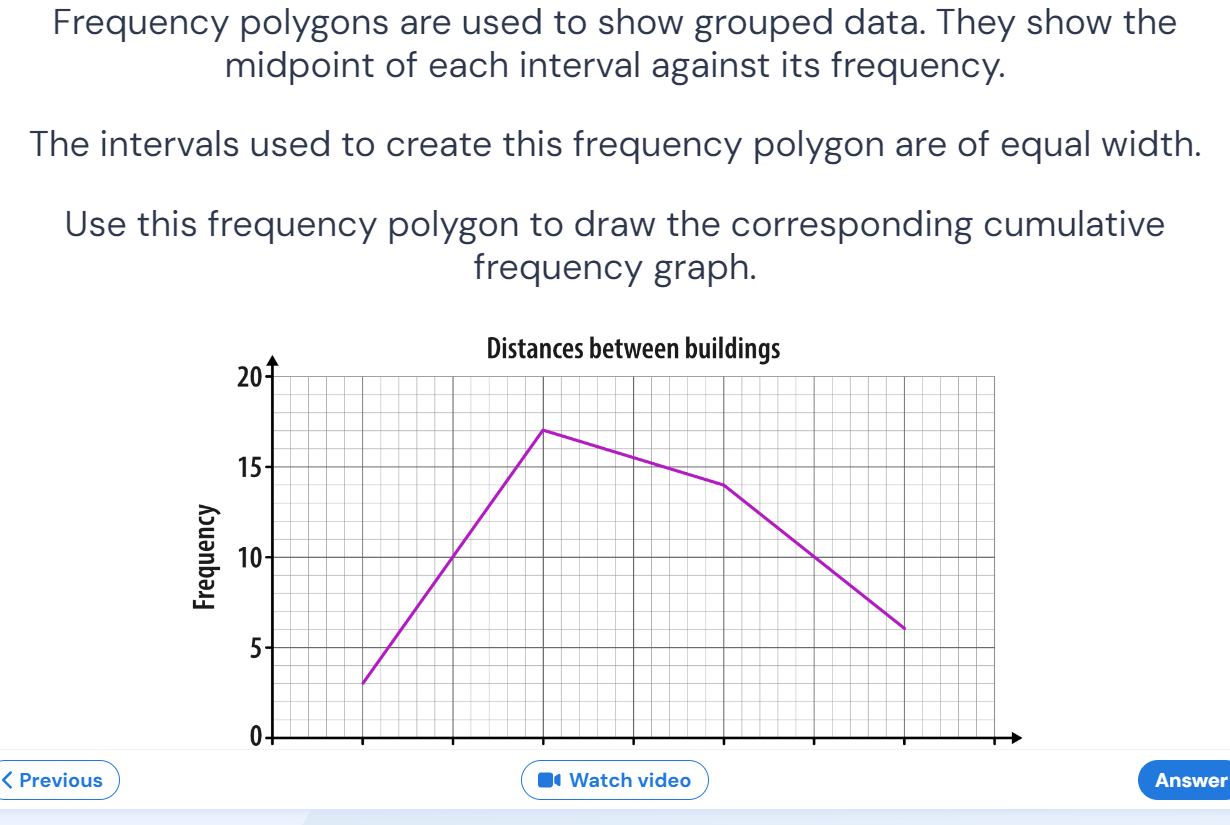 Frequency polygons are used to show grouped data. They show the
midpoint of each interval against its frequency.
The intervals used to create this frequency polygon are of equal width.
Use this frequency polygon to draw the corresponding cumulative
frequency graph.
Distances between buildings
20
15
10
5
0
Frequency
Previous
Watch video
Answer